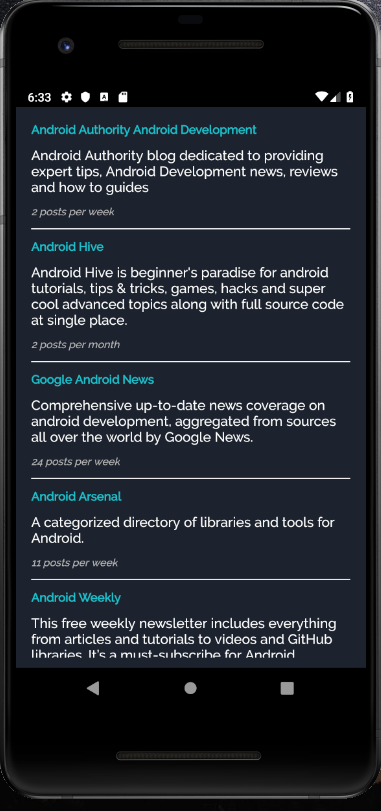 6:33
Android Authority Android Development
Android Authority blog dedicated to providing
expert tips, Android Development news, reviews
and how to guides
2 posts per week
Android Hive
Android Hive is beginner's paradise for android
tutorials, tips & tricks, games, hacks and super
cool advanced topics along with full source code
at single place.
2 posts per month
Google Android News
Comprehensive up-to-date news coverage on
android development, aggregated from sources
all over the world by Google News.
24 posts per week
Android Arsenal
A categorized directory of libraries and tools for
Android.
11 posts per week
Android Weekly
This free weekly newsletter includes everything
from articles and tutorials to videos and GitHub
libraries. It's a must-subscribe for Android